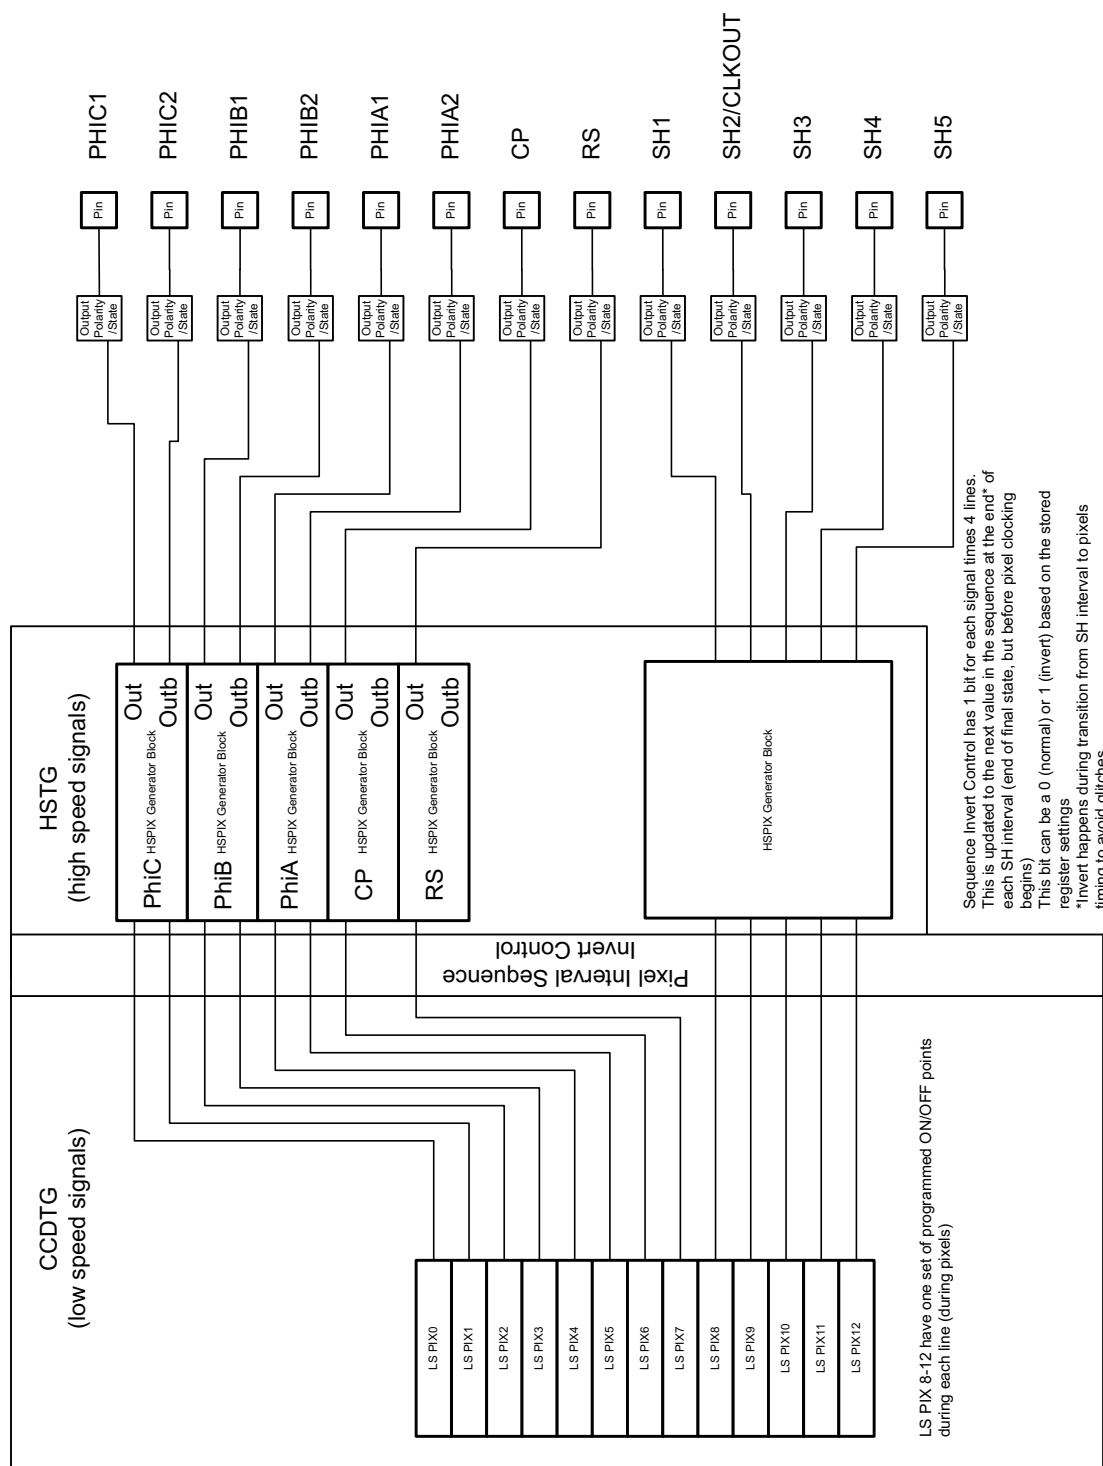 PHIC1
PHIC2
PHIB1
PHIB2
PHIA1
PHIA2
CP
RS
SH1
SH2/CLKOUT
SH3
SH4
SH5
Pin
Pin
Pin
Pin
Pin
Pin
Pin
Pin
Pin
Pin
Pin
Pin
Pin
Output
Polarity
/State
Output
Polarity
/State
Output
Polarity
/State
Output
Polarity
/State
Output
Polarity
/State
Output
Polarity
/State
Output
Polarity
/State
Output
Polarity
/State
Output
Polarity
/State
Output
Polarity
/State
Output
Polarity
/State
Output
Polarity
/State
Output
Polarity
/State
HSTG
(high speed signals)
Out
PhiC HSPIX Generator Block
Outb
Out
PhiB HSPIX Generator Block
Outb
Out
PhiA HSPIX Generator Block
Outb
Out
CP HSPIX Generator Block
Outb
Out
RS HSPIX Generator Block
Outb
HSPIX Generator Block
Sequence Invert Control has 1 bit for each signal times 4 lines.
This is updated to the next value in the sequence at the end* of
each SH interval (end of final state, but before pixel clocking
begins)
This bit can be a 0 (normal) or 1 (invert) based on the stored
register settings
*Invert happens during transition from SH interval to pixels
timing to avoid glitches
Pixel Interval Sequence
Invert Control
CCDTG
(low speed signals)
LS PIX0
LS PIX1
LS PIX2
LS PIX3
LS PIX4
LS PIX5
LS PIX6
LS PIX7
LS PIX8
LS PIX9
LS PIX10
LS PIX11
LS PIX12
LS PIX 8-12 have one set of programmed ON/OFF points
during each line (during pixels)